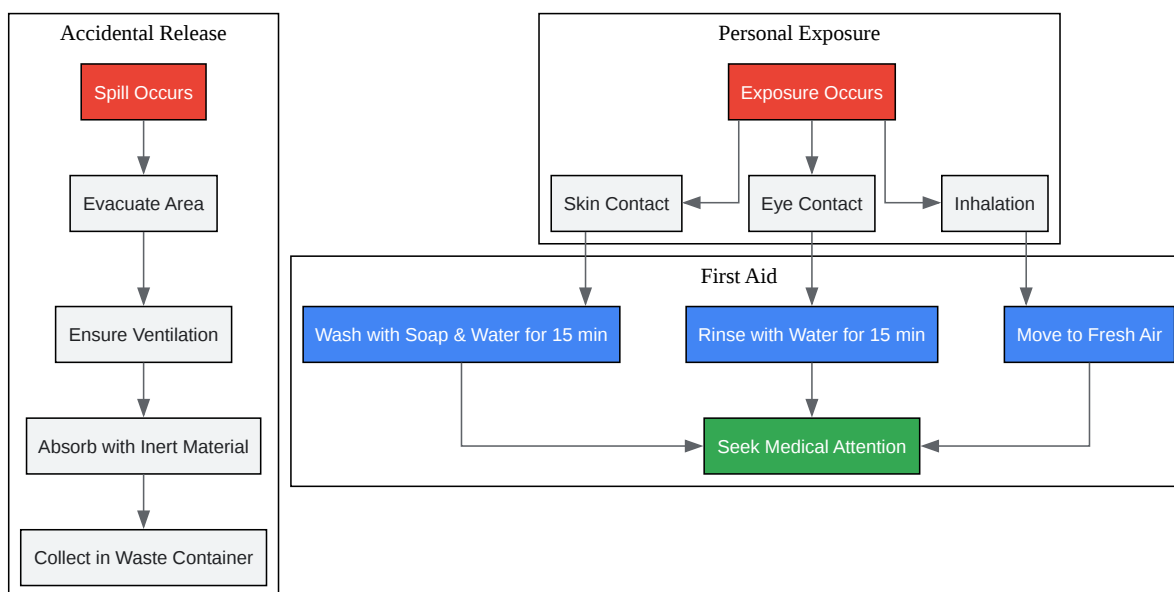 Accidental Release
Spill Occurs
Evacuate Area
Ensure Ventilation
Absorb with Inert Material
Collect in Waste Container
Personal Exposure
Exposure Occurs
Skin Contact
Eye Contact
Inhalation
First Aid
Wash with Soap & Water for 15 min
Rinse with Water for 15 min
Move to Fresh Air
Seek Medical Attention